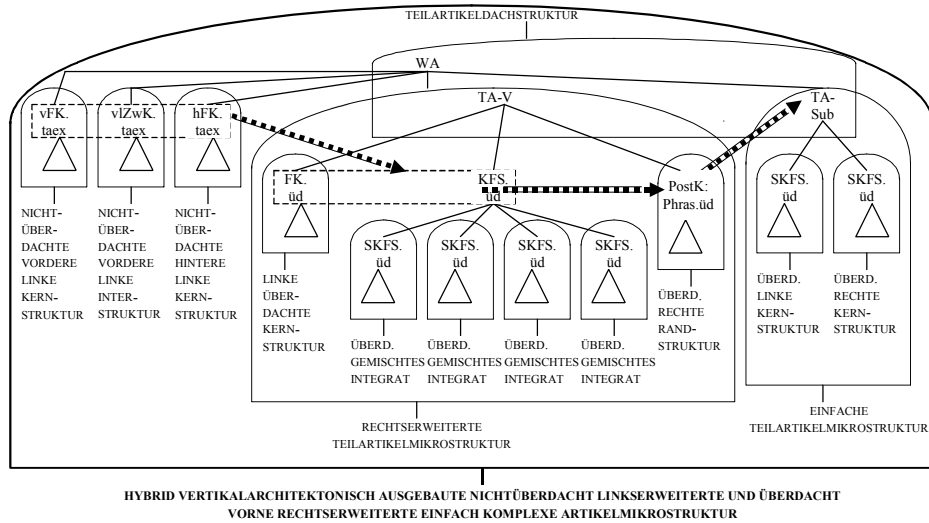 TEILARTIKELDACHSTRUKTUR
WA
TA-V
TA-
Sub
vFK.
taex
vlZwK.
taex
hFK.
taex
FK.
üd
KFS.
üd
PostK:
Phras.üd
SKFS.
üd
SKFS.
üd
SKFS.
üd
SKFS.
üd
SKFS.
üd
SKFS.
üd
NICHT-
ÜBER-
DACHTE
VORDERE
LINKE
KERN-
STRUKTUR
NICHT-
ÜBER-
DACHTE
VORDERE
LINKE
INTER-
STRUKTUR
NICHT-
ÜBER-
DACHTE
HINTERE
LINKE
KERN-
STRUKTUR
LINKE
ÜBER-
DACHTE
KERN-
STRUKTUR
ÜBERD.
GEMISCHTES
INTEGRAT
ÜBERD.
GEMISCHTES
INTEGRAT
ÜBERD.
GEMISCHTES
INTEGRAT
ÜBERD.
GEMISCHTES
INTEGRAT
ÜBERD.
RECHTE
RAND-
STRUKTUR
ÜBERD.
LINKE
KERN-
STRUKTUR
ÜBERD.
RECHTE
KERN-
STRUKTUR
RECHTSERWEITERTE
TEILARTIKELMIKROSTRUKTUR
EINFACHE
TEILARTIKELMIKROSTRUKTUR
HYBRID VERTIKALARCHITEKTONISCH AUSGEBAUTE NICHTÜBERDACHT LINKSERWEITERTE UND ÜBERDACHT
VORNE RECHTSERWEITERTE EINFACH KOMPLEXE ARTIKELMIKROSTRUKTUR